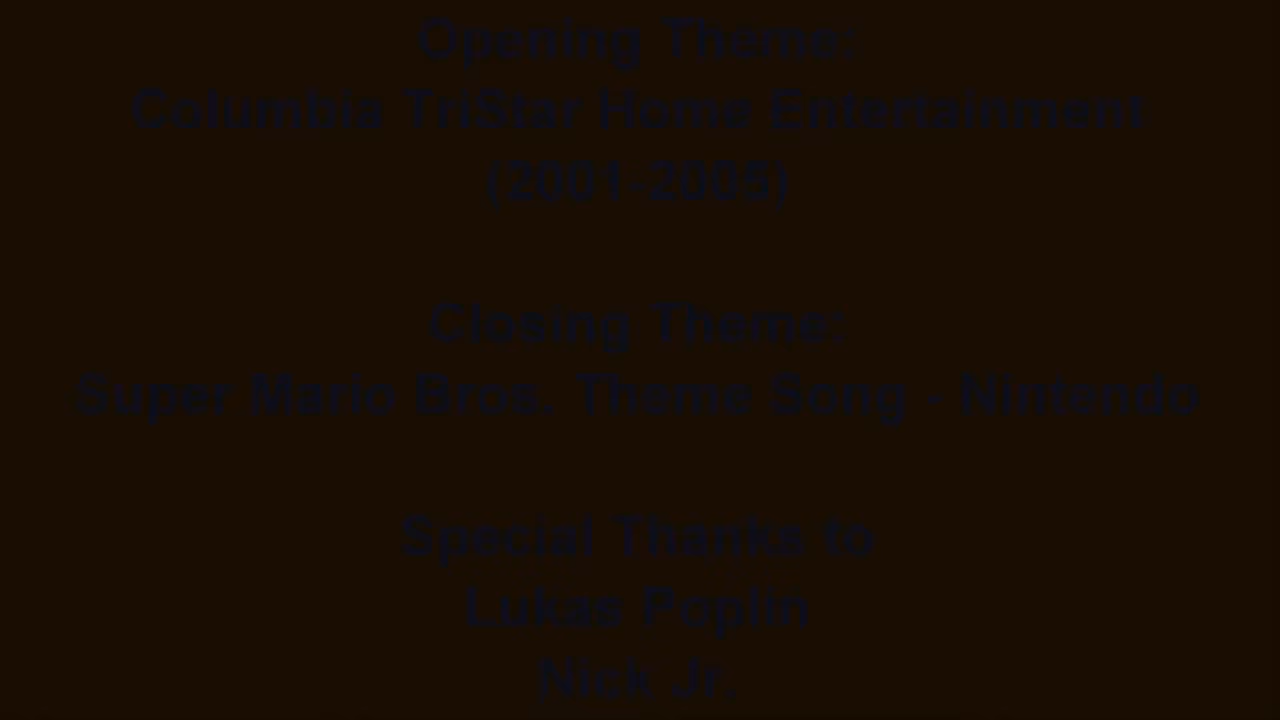 Opening Theme:
Columbia TriStar Home Entertainment
(2001-2005)
Closing Theme:
Super Mario Bros. Theme Song - Nintendo
Special Thanks to
Lukas Poplin
Nick Jr.